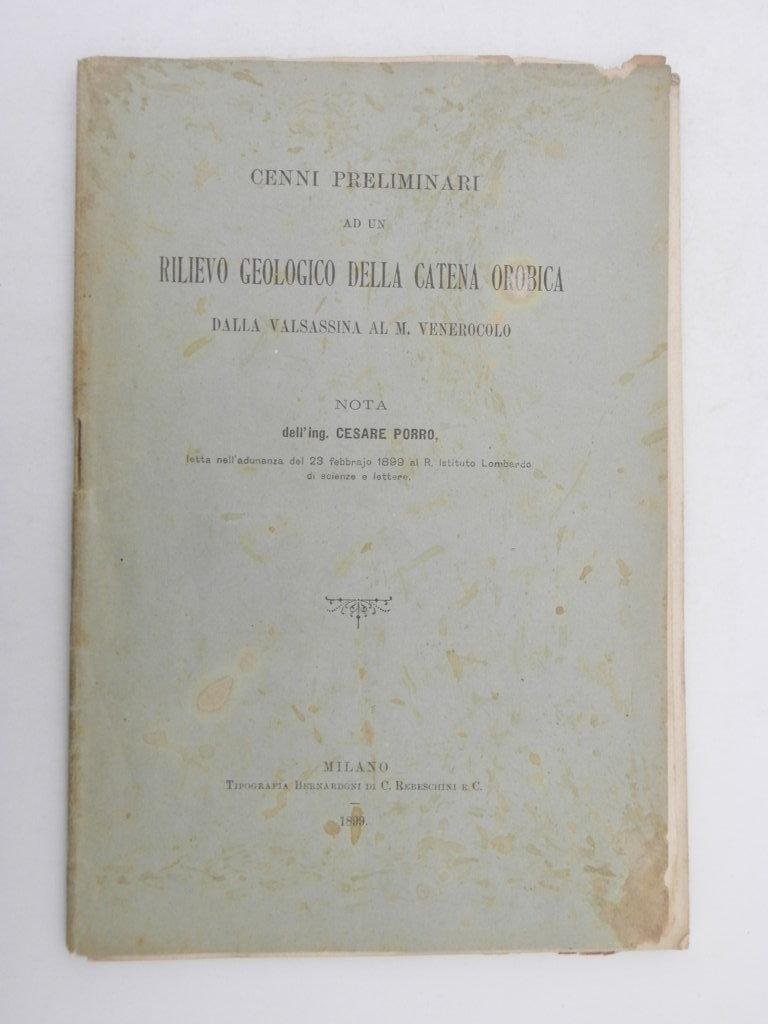 CENNI PRELIMINARI
AD UN
RILIEVO GEOLOGICO DELLA CATENA OROBICA
DALLA VALSASSINA AL M. VENEROCOLO
NOTA
dell'ing. CESARE PORRO,
letta nell'adunanza del 23 febbrajo 1899 al R. Istituto Lombardo
di scienze e lettere.
MILANO
TIPOGRAFIA BERNARDONI DI C. REBESCHINI E C.
1899.